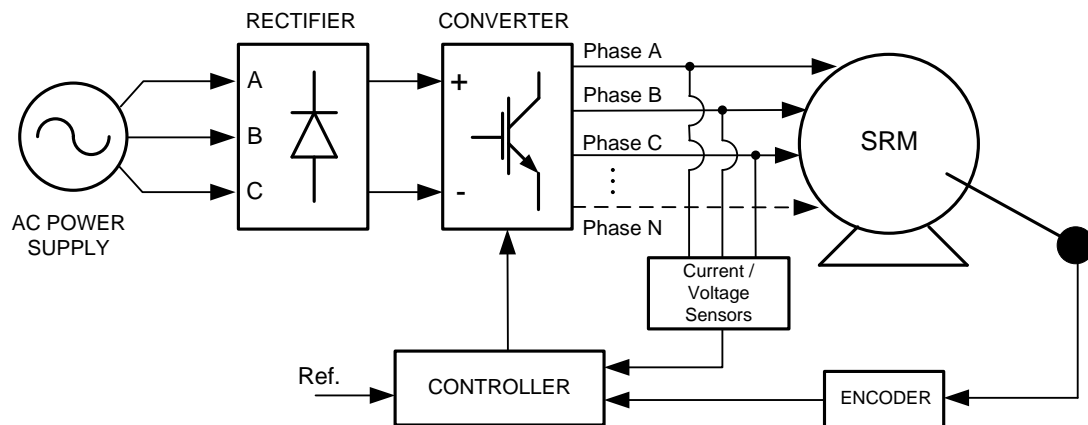 RECTIFIER
CONVERTER
A
B
C
+
-
Phase A
Phase B
Phase C
Phase N
SRM
AC POWER
SUPPLY
Current /
Voltage
Sensors
Ref.
CONTROLLER
ENCODER